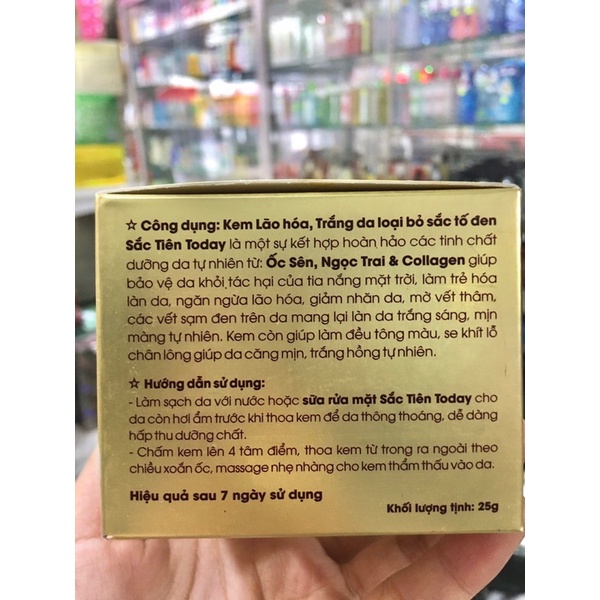 ☆ Công dụng: Kem Lão hóa, Trắng da loại bỏ sắc tố đen
Sắc Tiên Today là một sự kết hợp hoàn hảo các tinh chất
dưỡng da tự nhiên từ: Ốc Sên, Ngọc Trai & Collagen giúp
bảo vệ da khỏi tác hại của tia nắng mặt trời, làm trẻ hóa
làn da, ngăn ngừa lão hóa, giảm nhăn da, mờ vết thâm,
các vết sạm đen trên da mang lại làn da trắng sáng, mịn
màng tự nhiên. Kem còn giúp làm đều tông màu, se khít lỗ
chân lông giúp da căng mịn, trắng hồng tự nhiên.
☆ Hướng dẫn sử dụng:
- Làm sạch da với nước hoặc sữa rửa mặt Sắc Tiên Today cho
da còn hơi ẩm trước khi thoa kem để da thông thoáng, dễ dàng
hấp thu dưỡng chất.
- Chấm kem lên 4 tâm điểm, thoa kem từ trong ra ngoài theo
chiều xoắn ốc, massage nhẹ nhàng cho kem thẩm thấu vào da.
Hiệu quả sau 7 ngày sử dụng
Khối lượng tịnh: 25g